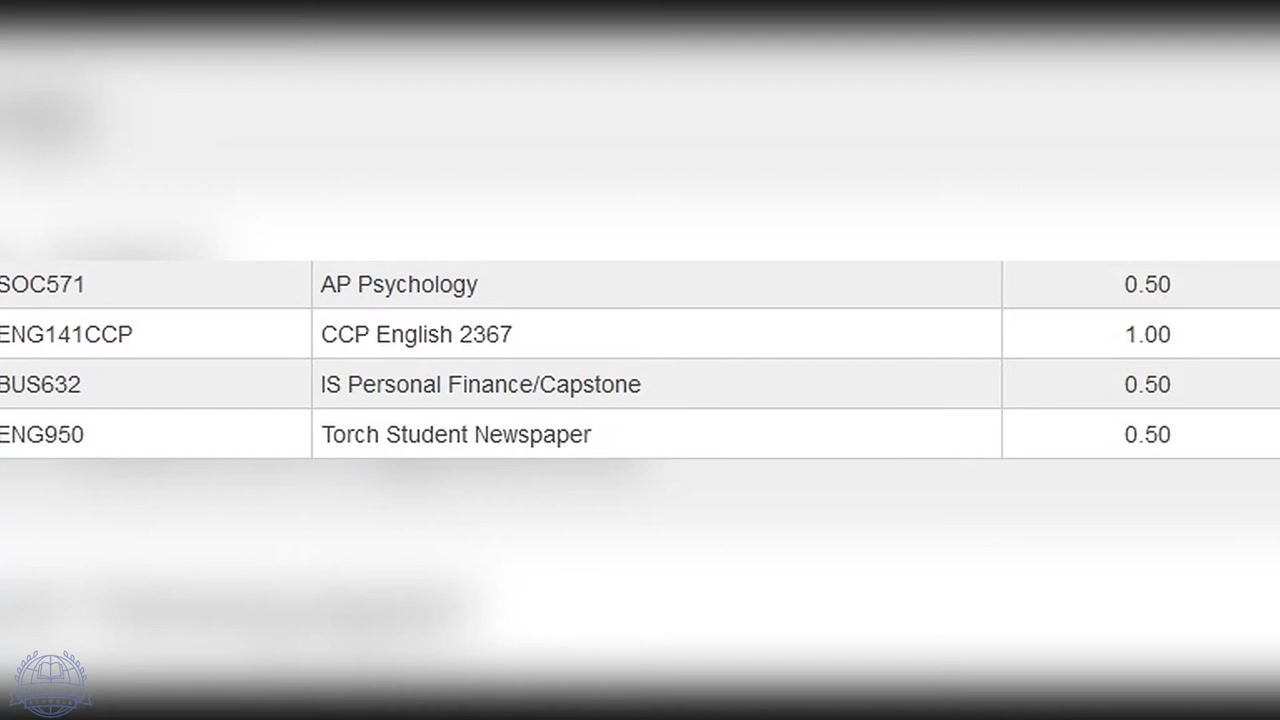 SOC571 AP Psychology 0.50
ENG141CCP CCP English 2367 1.00
BUS632 IS Personal Finance/Capstone 0.50
ENG950 Torch Student Newspaper 0.50